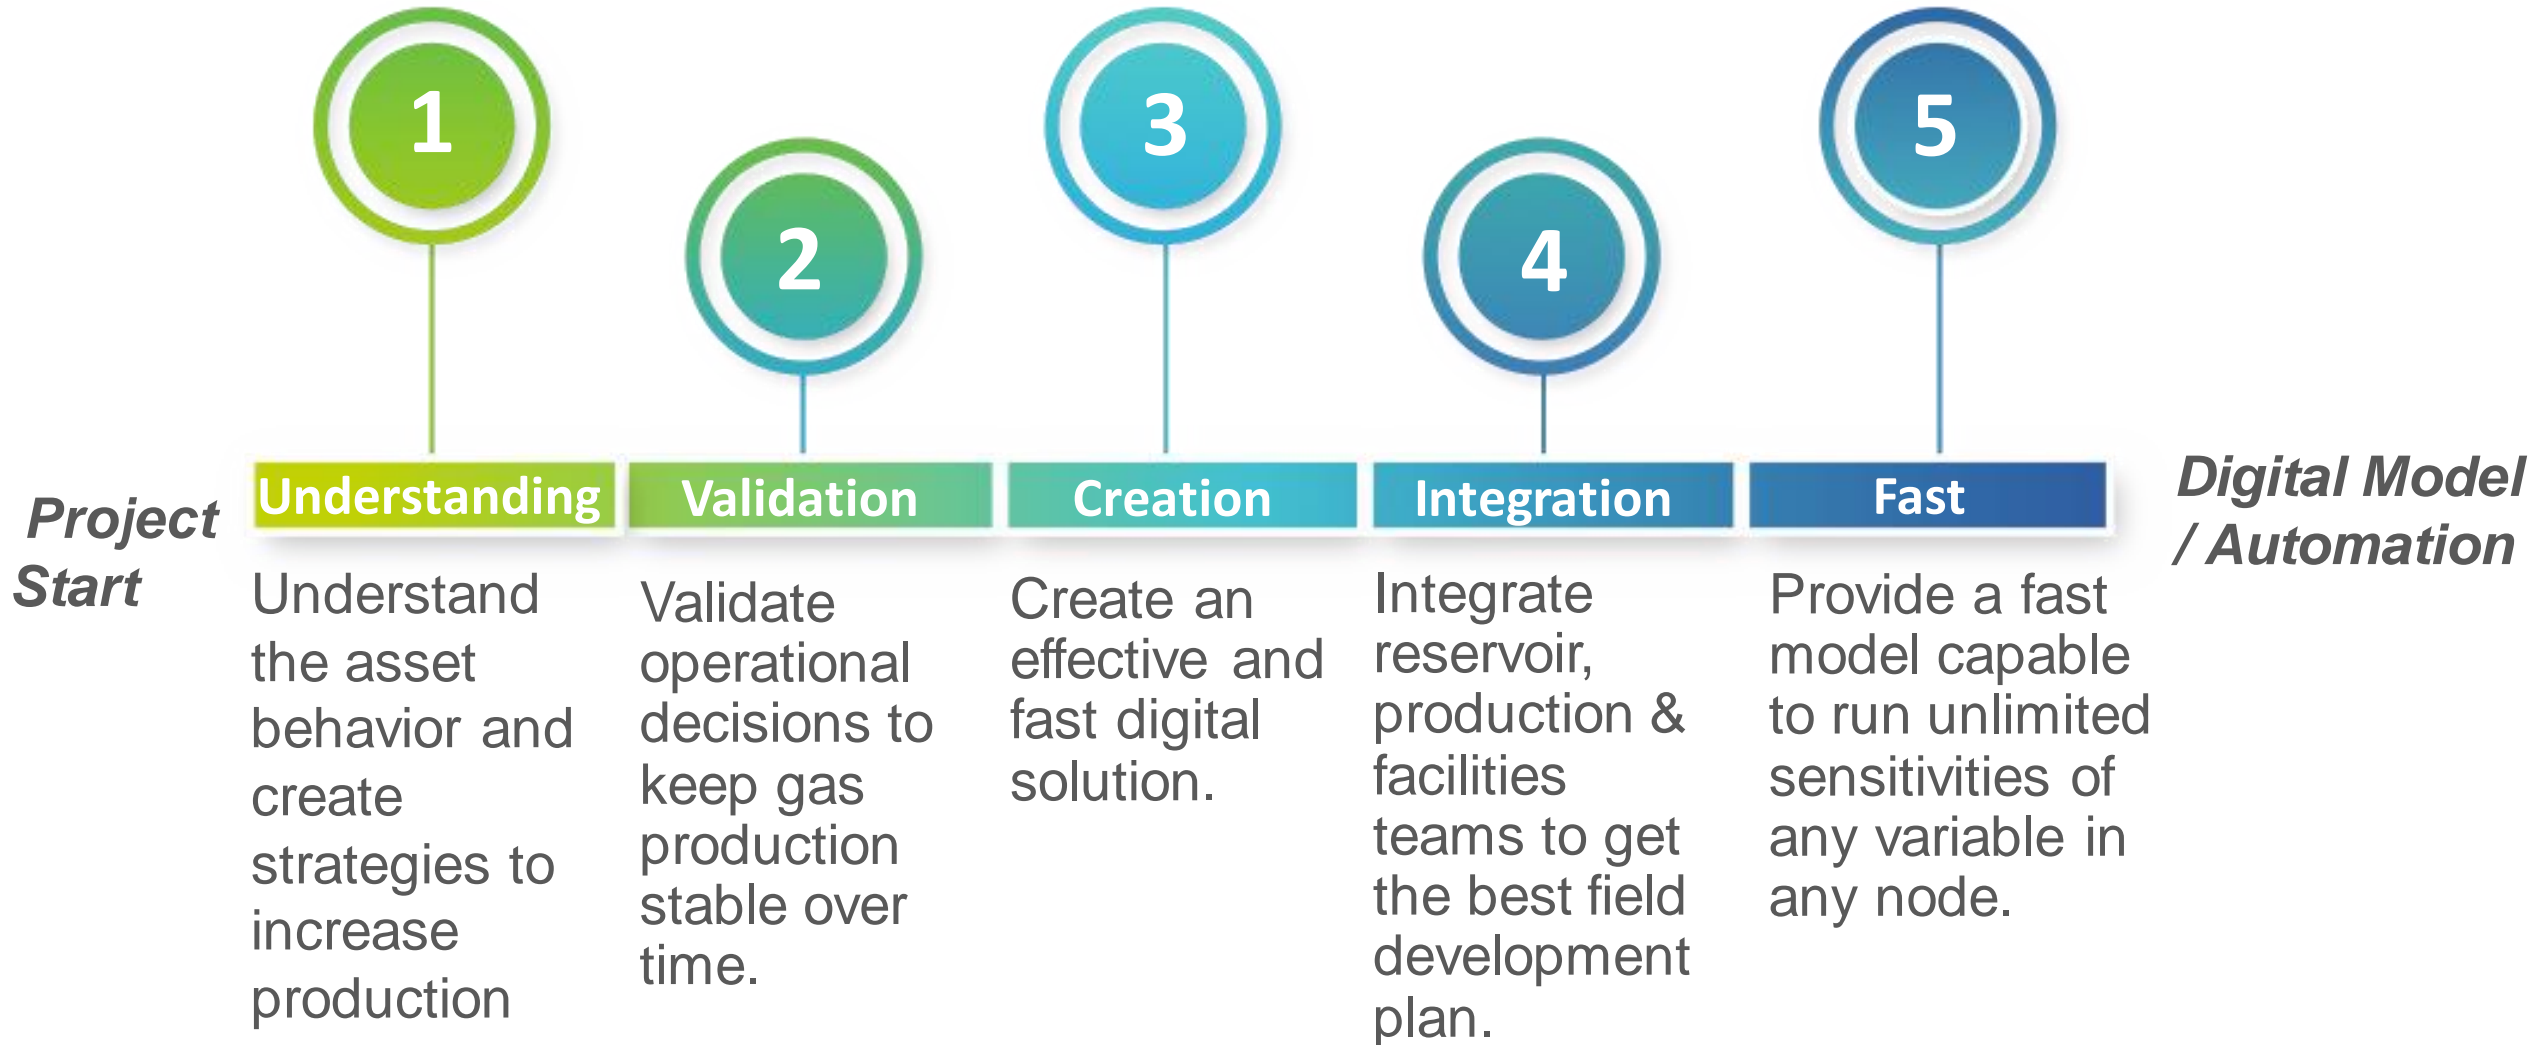 1
2
3
4
5
Project
Start
Understanding
Validation
Creation
Integration
Fast
Digital Model
/ Automation
Understand
the asset
behavior and
create
strategies to
increase
production
Validate
operational
decisions to
keep gas
production
stable over
time.
Create an
effective and
fast digital
solution.
Integrate
reservoir,
production &
facilities
teams to get
the best field
development
plan.
Provide a fast
model capable
to run unlimited
sensitivities of
any variable in
any node.